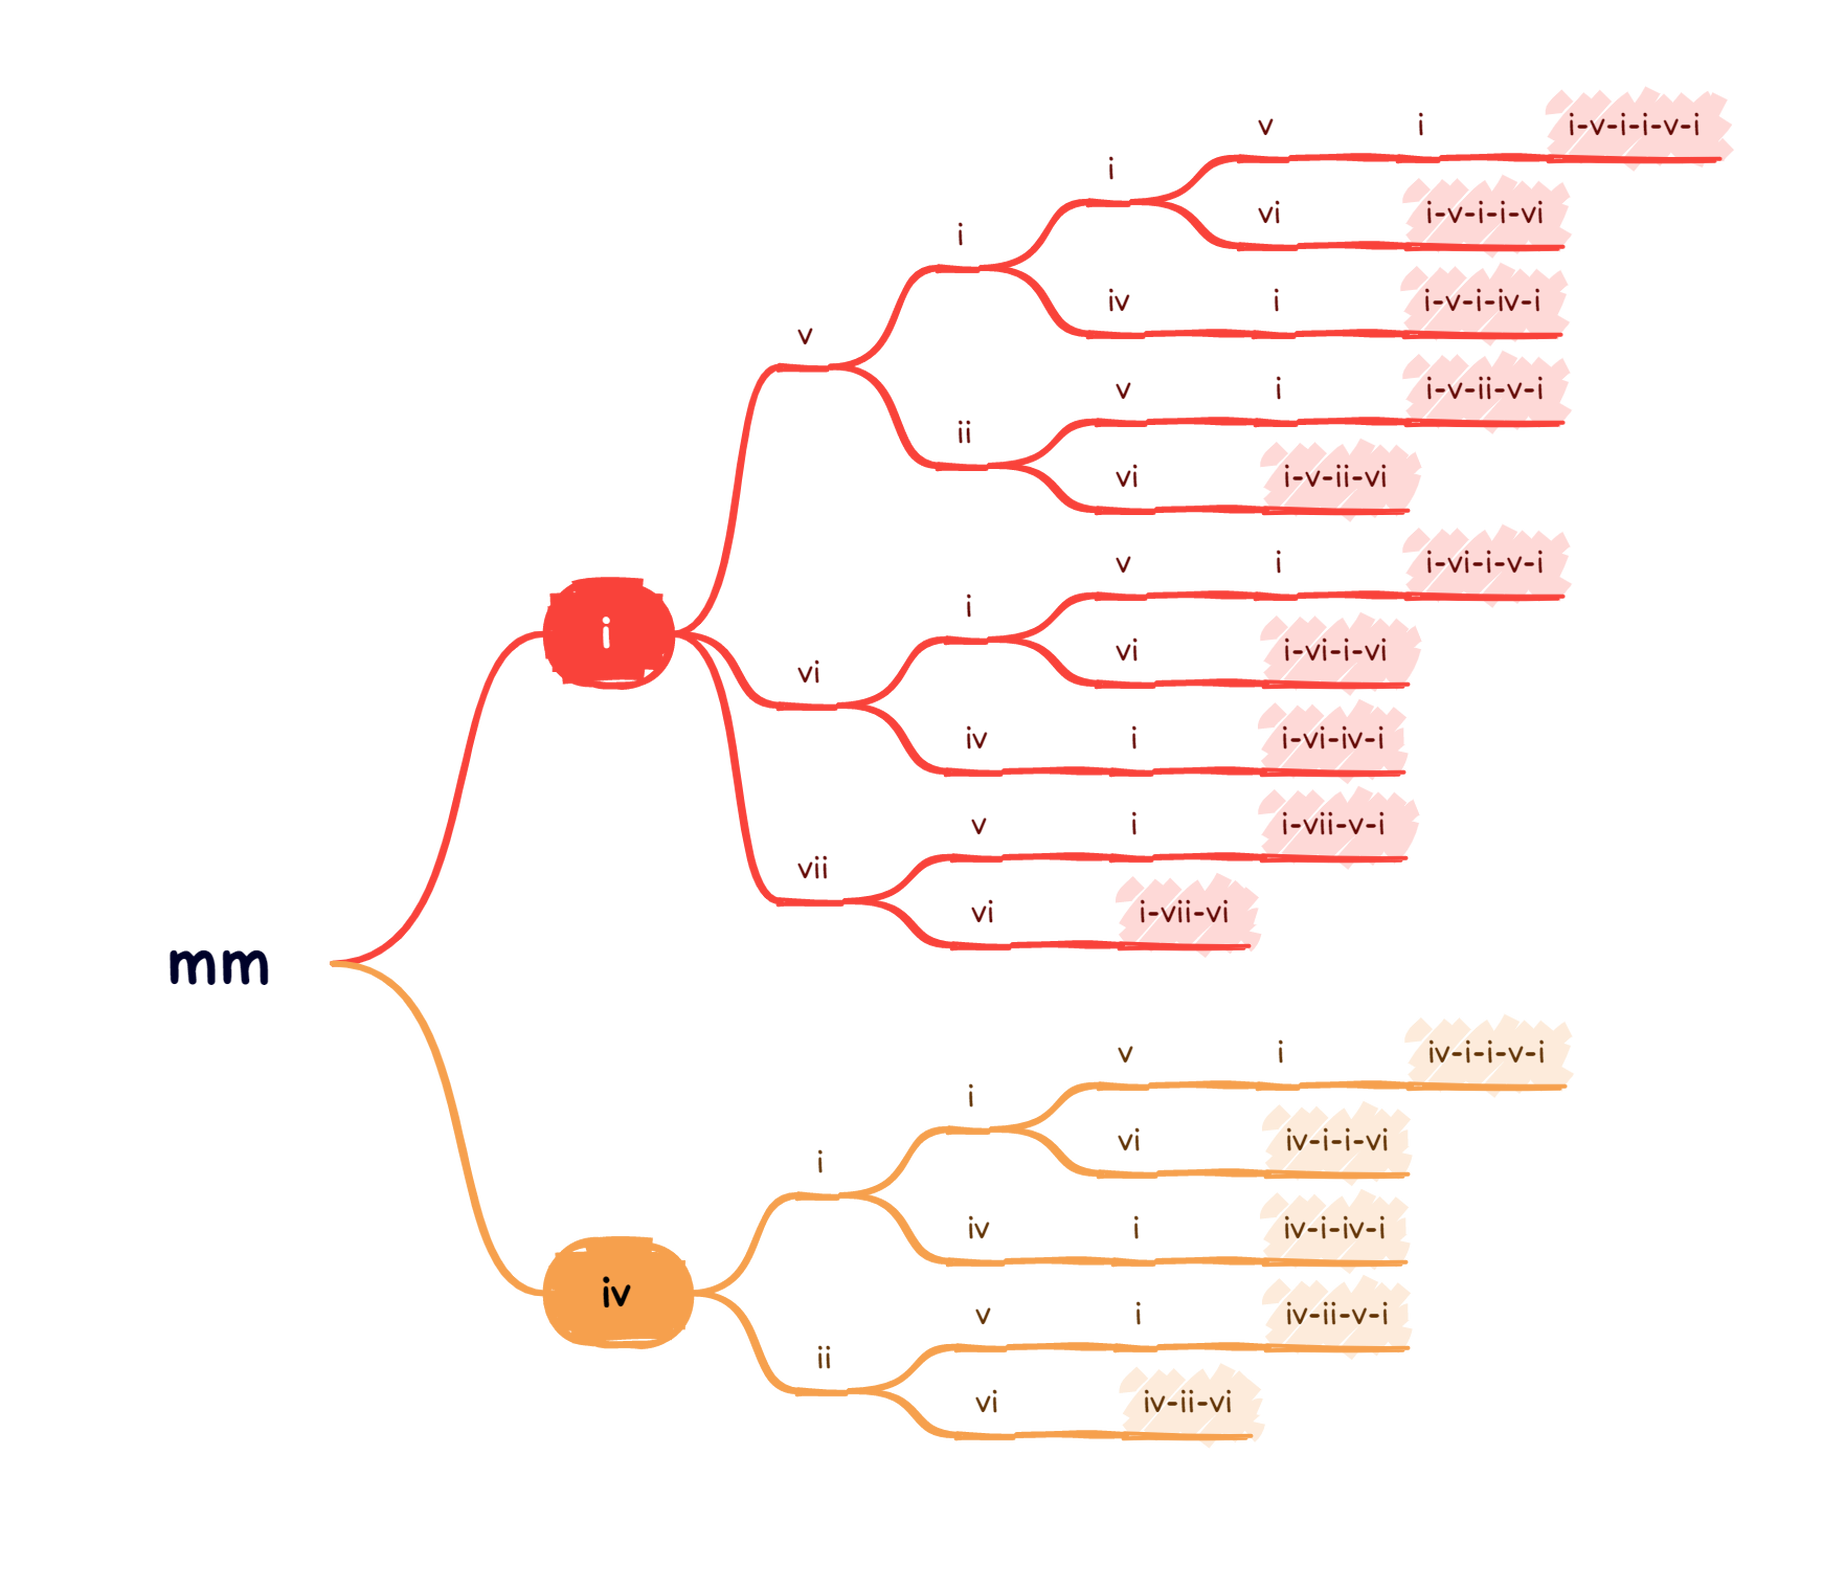 v i i-v-i-i-v-i
i
vi i-v-i-i-vi
i
iv i i-v-i-iv-i
v
v i i-v-ii-v-i
ii
vi i-v-ii-vi
v i i-vi-i-v-i
i
i
vi i-vi-i-vi
vi
iv i i-vi-iv-i
v i i-vii-v-i
vii
vi i-vii-vi
mm
v i iv-i-i-v-i
i
vi iv-i-i-vi
i
iv i iv-i-iv-i
iv
v i iv-ii-v-i
ii
vi iv-ii-vi